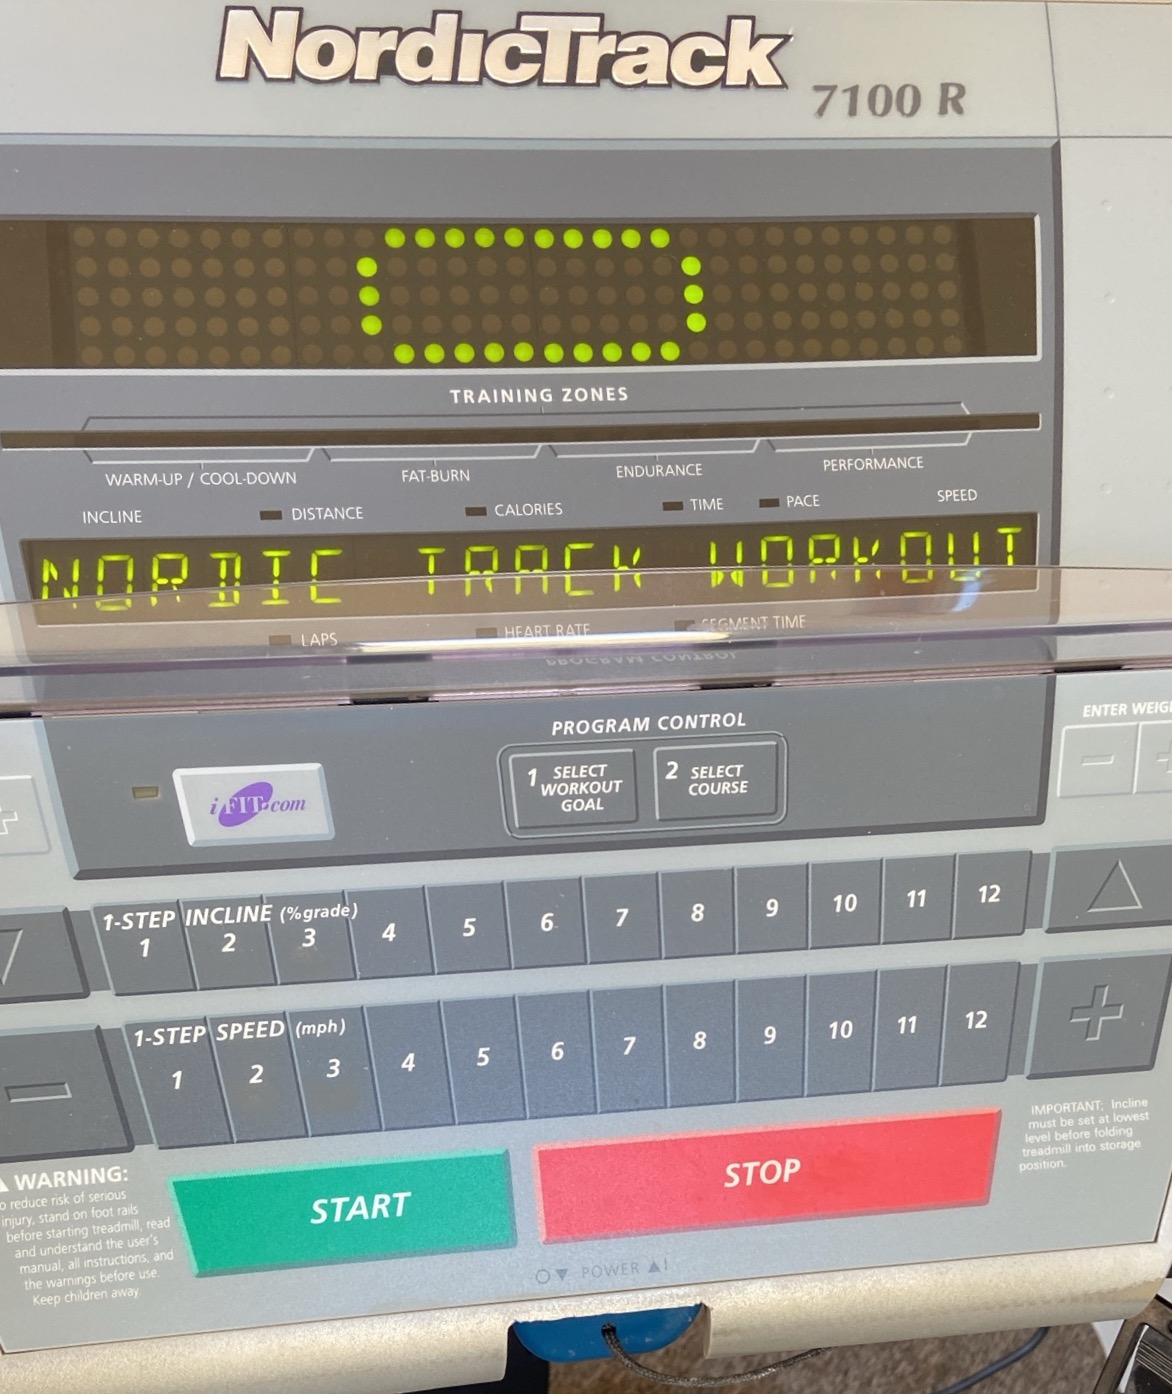 NordicTrack
7100 R
TRAINING ZONES
WARM-UP / COOL-DOWN FAT-BURN ENDURANCE PERFORMANCE
INCLINE DISTANCE CALORIES TIME PACE SPEED
NORDIC TRACK WORKOUT
LAPS HEART RATE SEGMENT TIME
PROGRAM CONTROL
PROGRAM CONTROL
ENTER
iFIT.com
1 SELECT
WORKOUT
GOAL
2 SELECT
COURSE
1-STEP INCLINE (%grade)
1 2 3 4 5 6 7 8 9 10 11 12
1-STEP SPEED (mph)
1 2 3 4 5 6 7 8 9 10 11 12
IMPORTANT: Incline
must be set at lowest
level before folding
treadmill into storage
position.
WARNING:
o reduce risk of serious
injury, stand on foot rails
before starting treadmill, read
and understand the user's
manual, all instructions, and
the warnings before use.
Keep children away
START
STOP
POWER